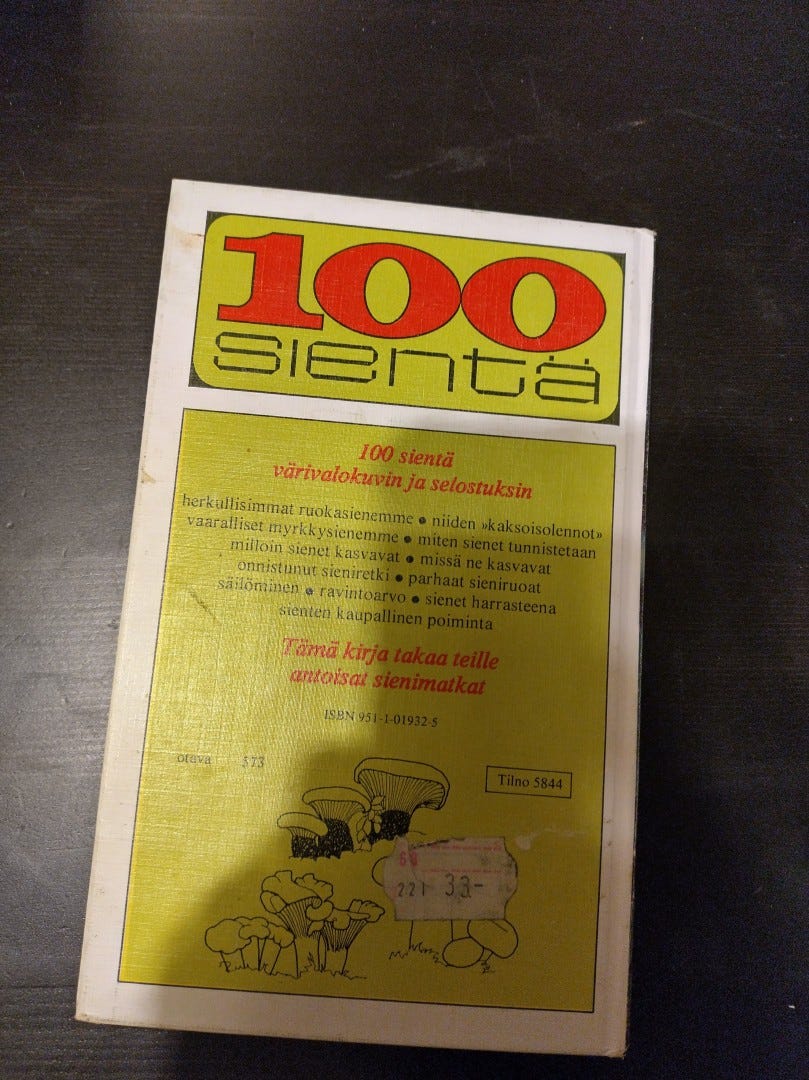 100
sientä
100 sientä
värivalokuvin ja selostuksin
herkullisimmat ruokasienemme ● niiden »kaksoisolennot»
vaaralliset myrkkysienemme ● miten sienet tunnistetaan
milloin sienet kasvavat ● missä ne kasvavat
onnistunut sieniretki ● parhaat sieniruoat
säilöminen ● ravintoarvo ● sienet harrasteena
sienten kaupallinen poiminta
Tämä kirja takaa teille
antoisat sienimatkat
ISBN 951-1-01932-5
otava 573
Tilno 5844
221 33-